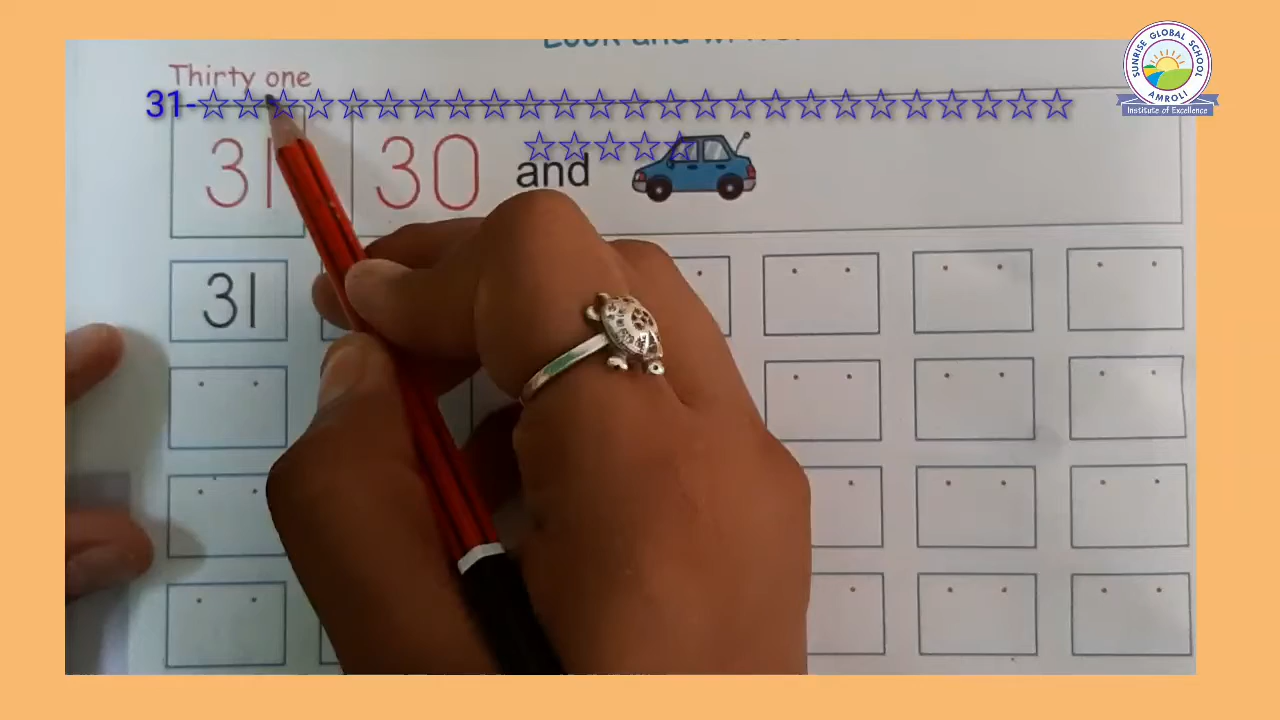 Look and write
SUNRISE GLOBAL SCHOOL
AMROLI
Institute of Excellence
Thirty one
31-☆☆☆☆☆☆☆☆☆☆☆☆☆☆☆☆☆☆☆☆☆☆☆☆☆
☆☆☆☆☆
31 30 and
31